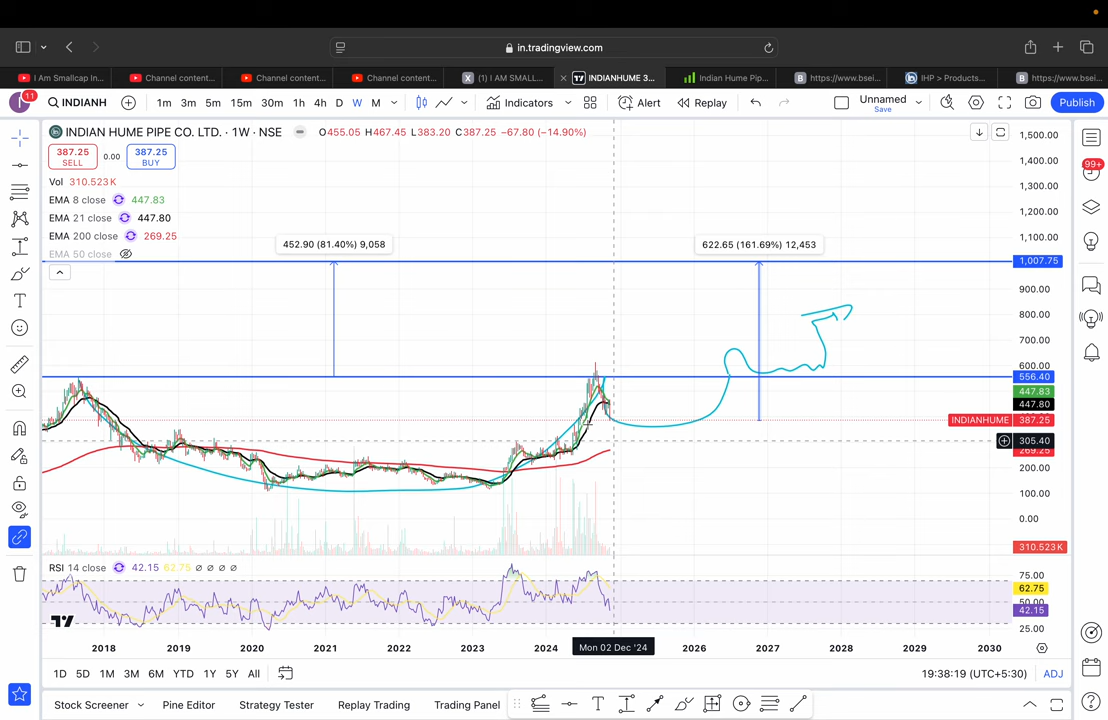 in.tradingview.com
I Am Smallcap In...
Channel content...
Channel content...
Channel content...
(1) I AM SMALL...
INDIANHUME 3...
Indian Hume Pipe...
https://www.bsei...
IHP > Products...
https://www.bsei...
11
INDIANH
1m 3m 5m 15m 30m 1h 4h D W M
Indicators
Alert
Replay
Unnamed
Save
Publish
INDIAN HUME PIPE CO. LTD. · 1W · NSE
O455.05 H467.45 L383.20 C387.25 −67.80 (−14.90%)
387.25
SELL
0.00
387.25
BUY
Vol 310.523K
EMA 8 close 447.83
EMA 21 close 447.80
EMA 200 close 269.25
EMA 50 close
452.90 (81.40%) 9,058
622.65 (161.69%) 12,453
1,500.00
1,400.00
1,300.00
1,200.00
1,100.00
1,007.75
900.00
800.00
700.00
600.00
556.40
447.83
447.80
INDIANHUME 387.25
305.40
269.25
200.00
100.00
0.00
310.523K
99+
RSI 14 close 42.15 62.75 ∅ ∅ ∅ ∅
75.00
62.75
50.00
42.15
25.00
2018 2019 2020 2021 2022 2023 2024 Mon 02 Dec '24 2026 2027 2028 2029 2030
1D 5D 1M 3M 6M YTD 1Y 5Y All
19:38:19 (UTC+5:30)
ADJ
Stock Screener
Pine Editor
Strategy Tester
Replay Trading
Trading Panel